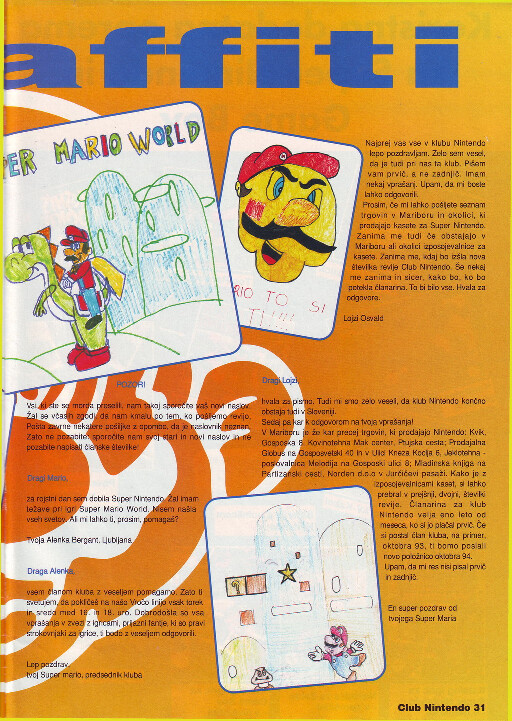 affiti
PER MARIO WORLD
RIO TO SI
TI!!!!
Najprej vas vse v klubu Nintendo
lepo pozdravljam. Zelo sem vesel,
da je tudi pri nas ta klub. Pišem
vam prvič, a ne zadnjič. Imam
nekaj vprašanj. Upam, da mi boste
lahko odgovorili.
Prosim, če mi lahko pošljete seznam
trgovin v Mariboru in okolici, ki
prodajajo kasete za Super Nintendo.
Zanima me tudi če obstajajo v
Mariboru ali okolici izposojevalnice za
kasete. Zanima me, kdaj bo izšla nova
številka revije Club Nintendo. Še nekaj
me zanima in sicer, kako bo, ko bo
potekla članarina. To bi bilo vse. Hvala za
odgovore.
Lojzi Osvald
POZOR!
Vsi, ki ste se morda preselili, nam takoj sporočite vaš novi naslov.
Žal se včasih zgodi, da nam kmalu po tem, ko pošljemo revijo,
Pošta zavrne nekatere pošiljke z opombo, da je naslovnik neznan.
Zato ne pozabite: sporočite nam svoj stari in novi naslov in ne
pozabite napisati članske številke!
Dragi Mario,
za rojstni dan sem dobila Super Nintendo. Žal imam
težave pri igri Super Mario World. Nisem našla
vseh svetov. Ali mi lahko ti, prosim, pomagaš?
Tvoja Alenka Bergant, Ljubljana
Draga Alenka,
vsem članom kluba z veseljem pomagamo. Zato ti
svetujem, da pokličeš na našo Vročo linijo vsak torek
in sredo med 16. in 18. uro. Dobrodošla so vsa
vprašanja v zvezi z igricami, prijazni fantje, ki so pravi
strokovnjaki za igrice, ti bodo z veseljem odgovorili.
Lep pozdrav,
tvoj Super mario, predsednik kluba
Dragi Lojzi,
hvala za pismo. Tudi mi smo zelo veseli, da klub Nintendo končno
obstaja tudi v Sloveniji.
Sedaj pa kar k odgovorom na tvoja vprašanja!
V Mariboru je že kar precej trgovin, ki prodajajo Nintendo: Kvik,
Gosposka 8, Kovinotehna Mak center, Ptujska cesta; Prodajalna
Globus na Gosposvetski 40 in v Ulici Kneza Koclja 6, Jeklotehna -
poslovalnica Melodija na Gosposki ulici 8; Mladinska knjiga na
Partizanski cesti, Norden d.o.o v Jurčičevi pasaži. Kako je z
izposojevalnicami kaset, si lahko
prebral v prejšnji, dvojni, številki
revije. Članarina za klub
Nintendo velja eno leto od
meseca, ko si jo plačal prvič. Če
si postal član kluba, na primer,
oktobra 93, ti bomo poslali
novo položnico oktobra 94.
Upam, da mi res nisi pisal prvič
in zadnjič.
En super pozdrav od
tvojega Super Maria
Club Nintendo 31